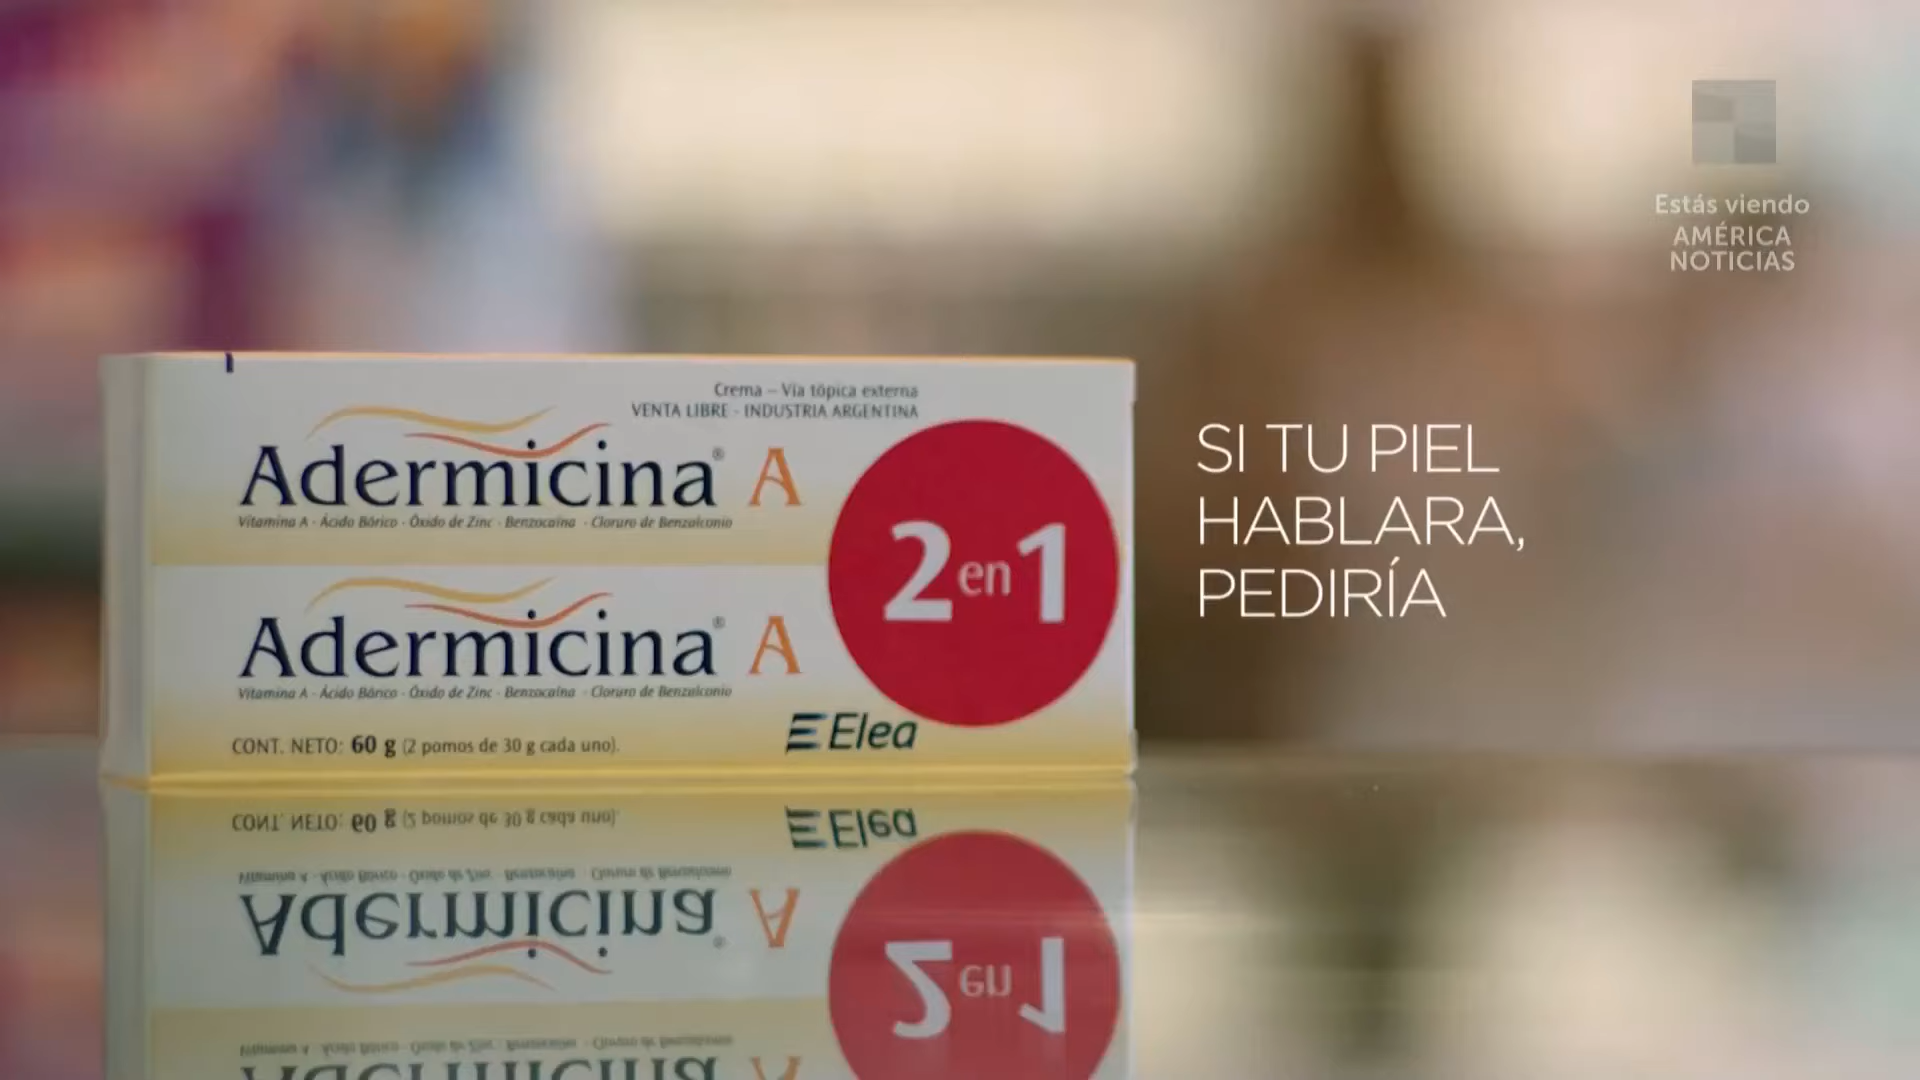 Estás viendo
AMÉRICA
NOTICIAS
Crema – Vía tópica externa
VENTA LIBRE - INDUSTRIA ARGENTINA
Adermicina® A
Vitamina A - Ácido Bórico - Óxido de Zinc - Benzocaína - Cloruro de Benzalconio
2 en 1
Adermicina® A
Vitamina A - Ácido Bórico - Óxido de Zinc - Benzocaína - Cloruro de Benzalconio
Elea
CONT. NETO: 60 g (2 pomos de 30 g cada uno).
SI TU PIEL
HABLARA,
PEDIRÍA